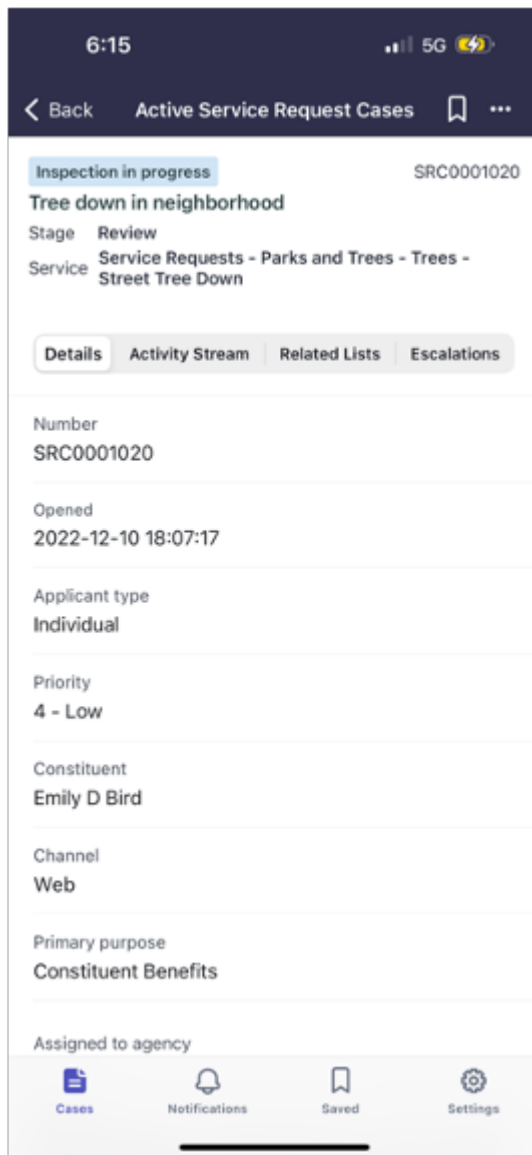 6:15 5G
Back Active Service Request Cases
Inspection in progress SRC0001020
Tree down in neighborhood
Stage Review
Service Service Requests - Parks and Trees - Trees -
Street Tree Down
Details Activity Stream Related Lists Escalations
Number
SRC0001020
Opened
2022-12-10 18:07:17
Applicant type
Individual
Priority
4 - Low
Constituent
Emily D Bird
Channel
Web
Primary purpose
Constituent Benefits
Assigned to agency
Cases Notifications Saved Settings